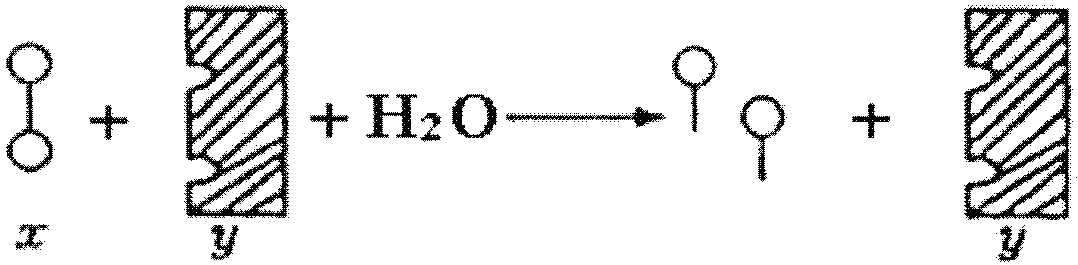 + + H₂O ⟶ +
x y y